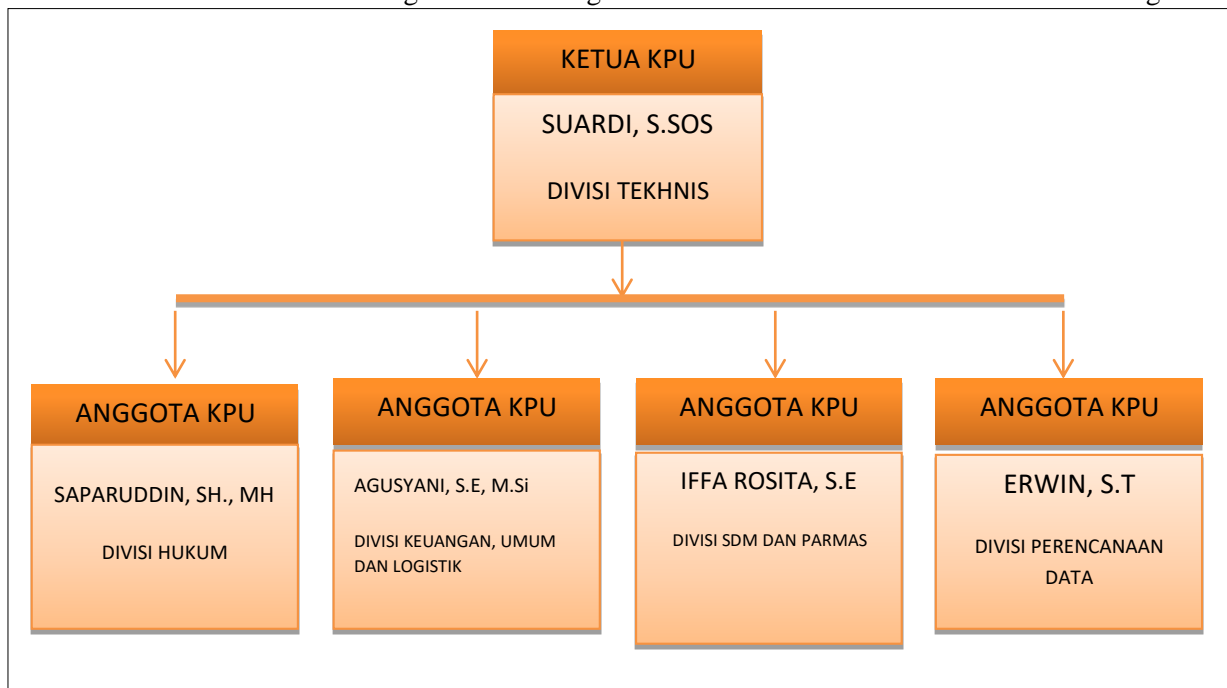 KETUA KPU
SUARDI, S.SOS
DIVISI TEKHNIS
ANGGOTA KPU
SAPARUDDIN, SH., MH
DIVISI HUKUM
ANGGOTA KPU
AGUSYANI, S.E, M.Si
DIVISI KEUANGAN, UMUM
DAN LOGISTIK
ANGGOTA KPU
IFFA ROSITA, S.E
DIVISI SDM DAN PARMAS
ANGGOTA KPU
ERWIN, S.T
DIVISI PERENCANAAN
DATA